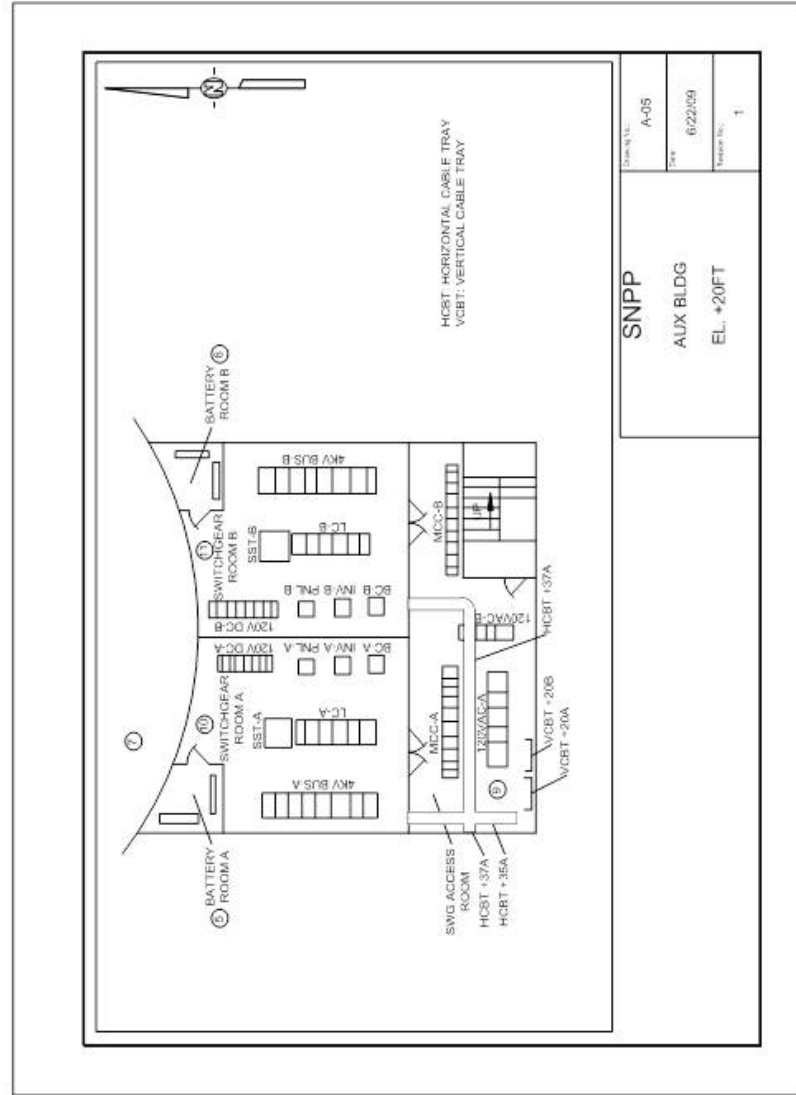 N
HCBT: HORIZONTAL CABLE TRAY
VCBT: VERTICAL CABLE TRAY
7
5
BATTERY
ROOM A
BATTERY
ROOM B
10
SWITCHGEAR
ROOM A
11
SWITCHGEAR
ROOM B
4KV BUS-A
SST-A
LC-A
120V DC-A
PNL A
INV-A
BC A
120V DC-B
PNL B
INV-B
BC-B
SST-B
LC-B
4KV BUS-B
MCC-A
MCC-B
UP
120VAC-A
120VAC-B
9
SWG ACCESS
ROOM
HCBT +37A
HCBT +35A
VCBT +20A
VCBT +20B
HCBT +37A
SNPP
AUX BLDG
EL. +20FT
A-05
Date
6/22/09
1